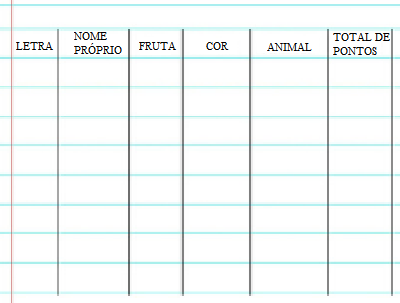 LETRA
NOME
PRÓPRIO
FRUTA
COR
ANIMAL
TOTAL DE
PONTOS